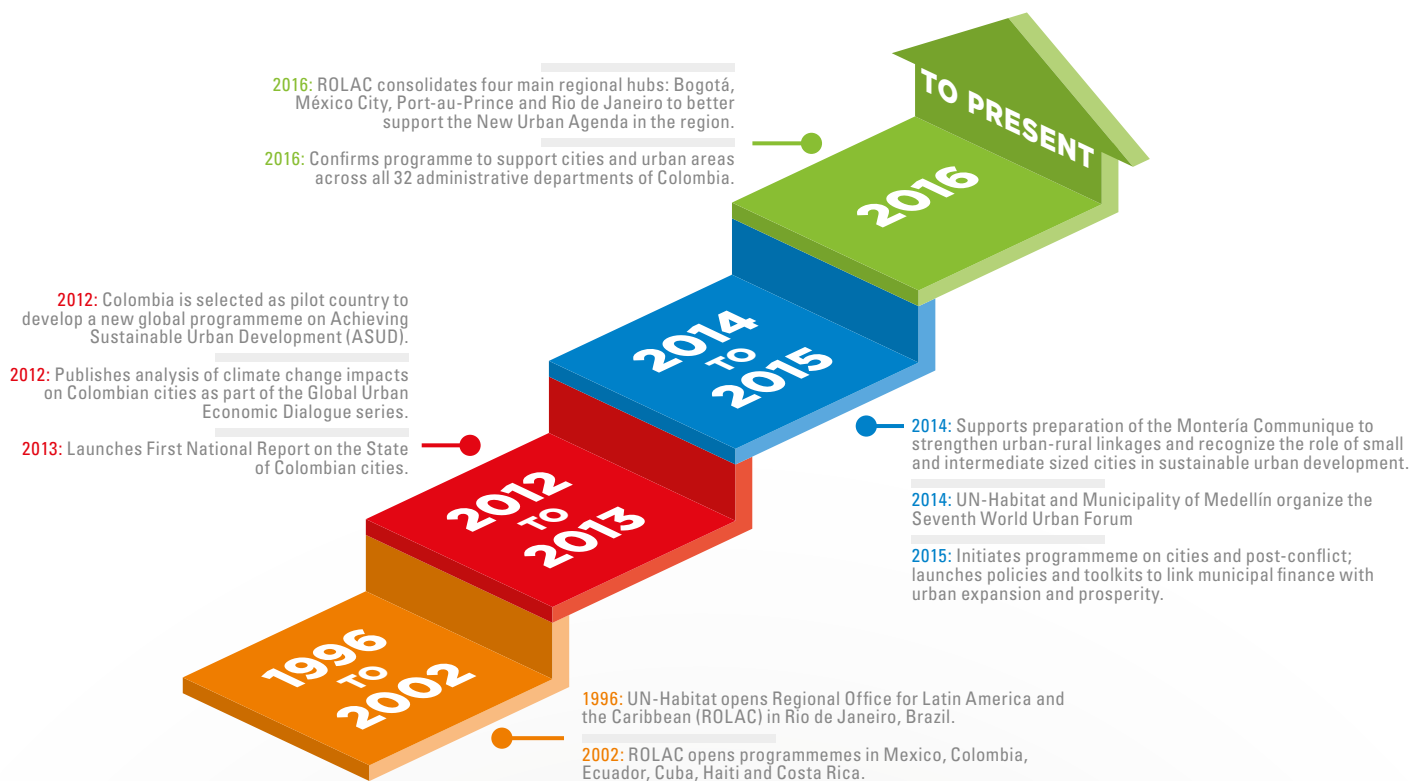 TO PRESENT
2016: ROLAC consolidates four main regional hubs: Bogotá,
México City, Port-au-Prince and Rio de Janeiro to better
support the New Urban Agenda in the region.
2016: Confirms programme to support cities and urban areas
across all 32 administrative departments of Colombia.
2016
2012: Colombia is selected as pilot country to
develop a new global programmeme on Achieving
Sustainable Urban Development (ASUD).
2012: Publishes analysis of climate change impacts
on Colombian cities as part of the Global Urban
Economic Dialogue series.
2013: Launches First National Report on the State
of Colombian cities.
2014
TO
2015
2014: Supports preparation of the Montería Communique to
strengthen urban-rural linkages and recognize the role of small
and intermediate sized cities in sustainable urban development.
2014: UN-Habitat and Municipality of Medellín organize the
Seventh World Urban Forum
2015: Initiates programmeme on cities and post-conflict;
launches policies and toolkits to link municipal finance with
urban expansion and prosperity.
2012
TO
2013
1996
TO
2002
1996: UN-Habitat opens Regional Office for Latin America and
the Caribbean (ROLAC) in Rio de Janeiro, Brazil.
2002: ROLAC opens programmemes in Mexico, Colombia,
Ecuador, Cuba, Haiti and Costa Rica.